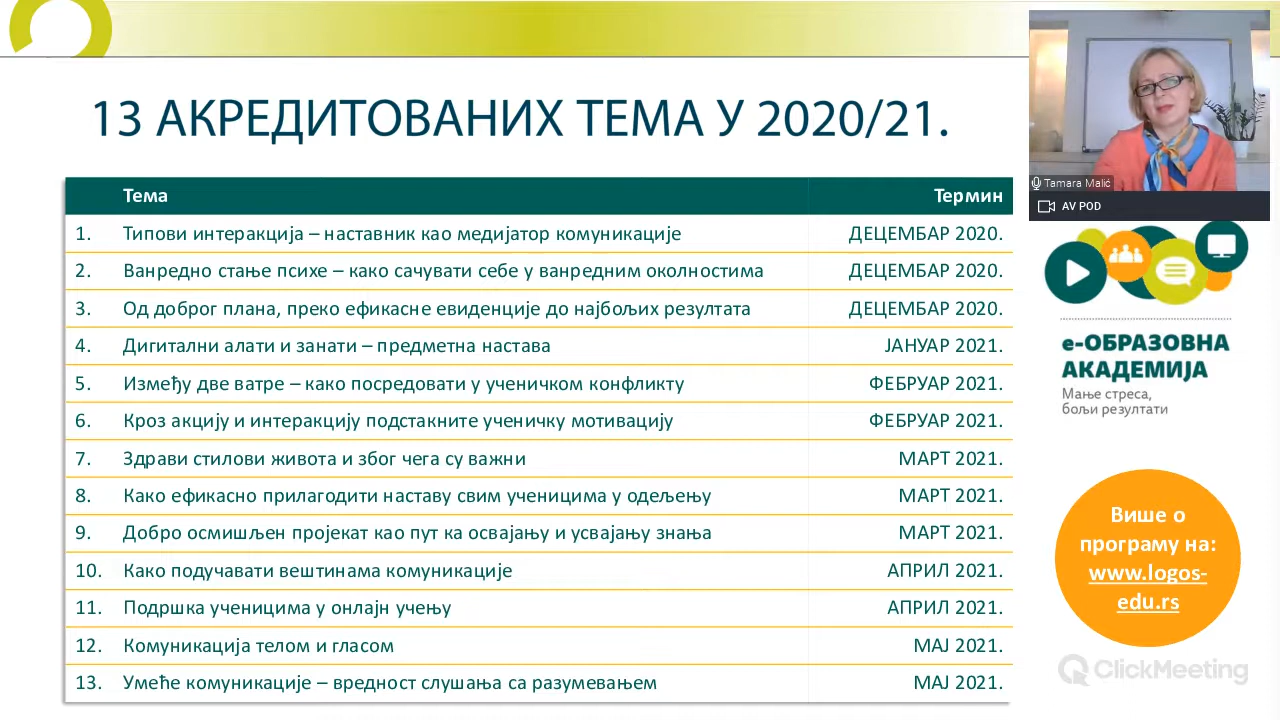 13 АКРЕДИТОВАНИХ ТЕМА У 2020/21.
Тема Термин
1. Типови интеракција – наставник као медијатор комуникације ДЕЦЕМБАР 2020.
2. Ванредно стање психе – како сачувати себе у ванредним околностима ДЕЦЕМБАР 2020.
3. Од доброг плана, преко ефикасне евиденције до најбољих резултата ДЕЦЕМБАР 2020.
4. Дигитални алати и занати – предметна настава ЈАНУАР 2021.
5. Између две ватре – како посредовати у ученичком конфликту ФЕБРУАР 2021.
6. Кроз акцију и интеракцију подстакните ученичку мотивацију ФЕБРУАР 2021.
7. Здрави стилови живота и због чега су важни МАРТ 2021.
8. Како ефикасно прилагодити наставу свим ученицима у одељењу МАРТ 2021.
9. Добро осмишљен пројекат као пут ка освајању и усвајању знања МАРТ 2021.
10. Како подучавати вештинама комуникације АПРИЛ 2021.
11. Подршка ученицима у онлајн учењу АПРИЛ 2021.
12. Комуникација телом и гласом МАЈ 2021.
13. Умеће комуникације – вредност слушања са разумевањем МАЈ 2021.
Tamara Malić
AV POD
е-ОБРАЗОВНА
АКАДЕМИЈА
Мање стреса,
бољи резултати
Више о
програму на:
www.logos-
edu.rs
ClickMeeting